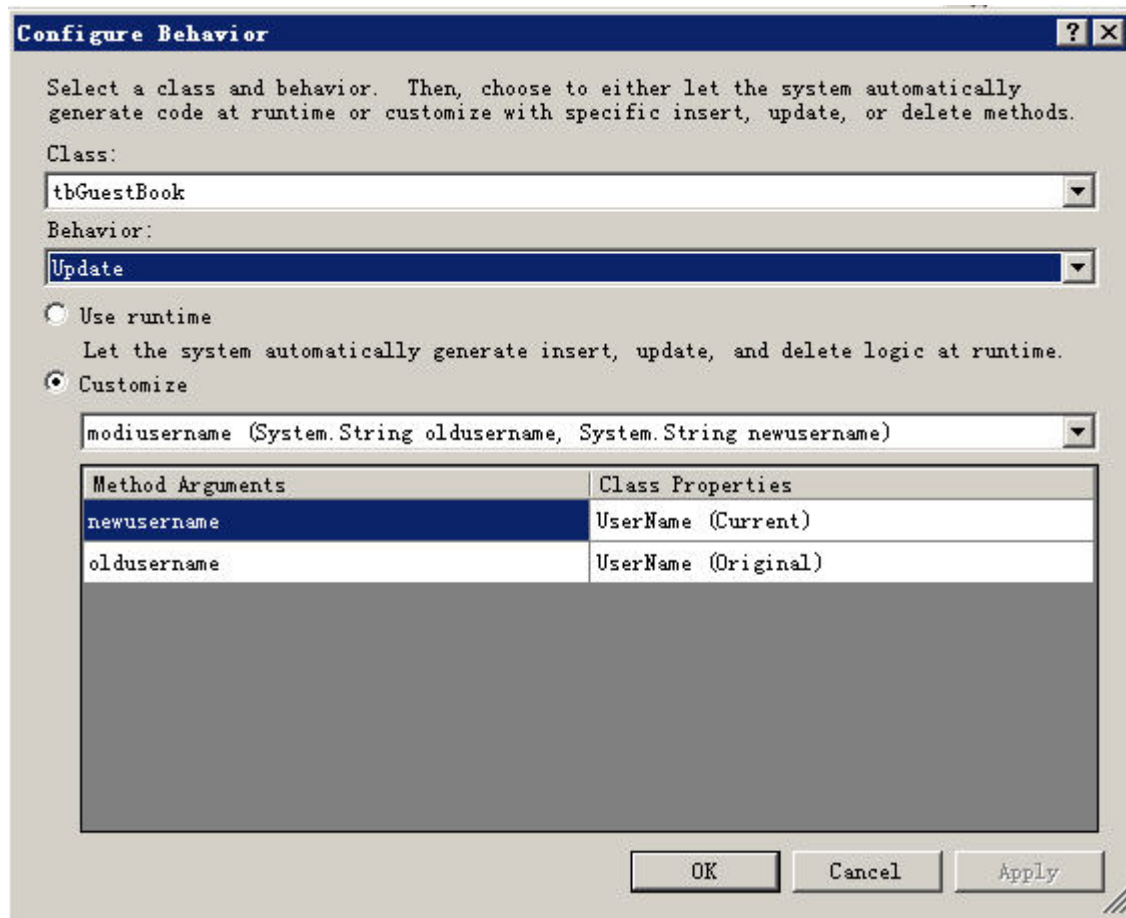 Configure Behavior
Select a class and behavior. Then, choose to either let the system automatically
generate code at runtime or customize with specific insert, update, or delete methods.
Class:
tbGuestBook
Behavior:
Update
Use runtime
Let the system automatically generate insert, update, and delete logic at runtime.
Customize
modiusername (System.String oldusername, System.String newusername)
Method Arguments Class Properties
newusername UserName (Current)
oldusername UserName (Original)
OK Cancel Apply